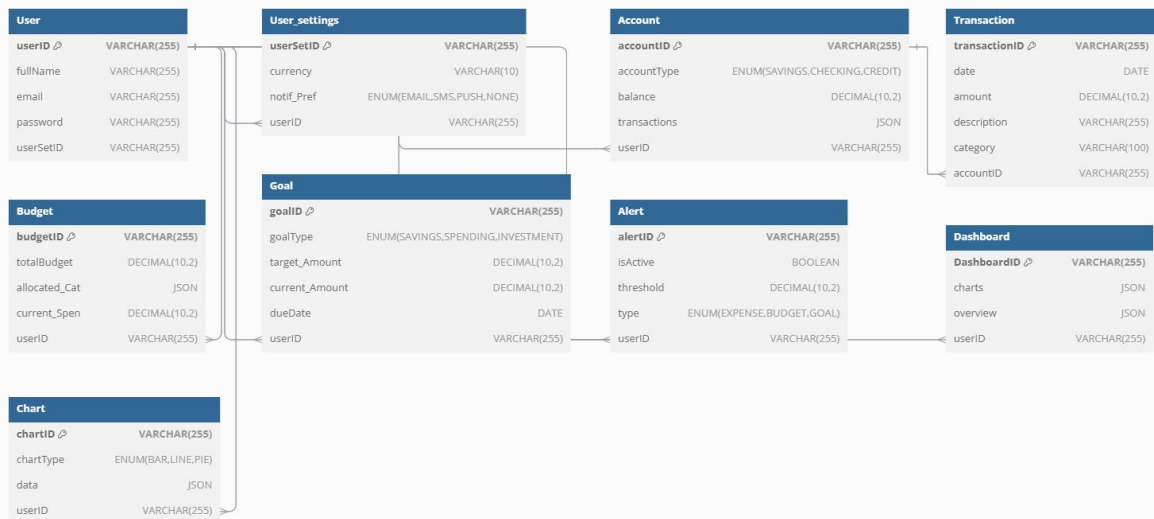 User
userID VARCHAR(255)
fullName VARCHAR(255)
email VARCHAR(255)
password VARCHAR(255)
userSetID VARCHAR(255)
User_settings
userSetID VARCHAR(255)
currency VARCHAR(10)
notif_Pref ENUM(EMAIL,SMS,PUSH,NONE)
userID VARCHAR(255)
Account
accountID VARCHAR(255)
accountType ENUM(SAVINGS,CHECKING,CREDIT)
balance DECIMAL(10,2)
transactions JSON
userID VARCHAR(255)
Transaction
transactionID VARCHAR(255)
date DATE
amount DECIMAL(10,2)
description VARCHAR(255)
category VARCHAR(100)
accountID VARCHAR(255)
Budget
budgetID VARCHAR(255)
totalBudget DECIMAL(10,2)
allocated_Cat JSON
current_Spen DECIMAL(10,2)
userID VARCHAR(255)
Goal
goalID VARCHAR(255)
goalType ENUM(SAVINGS,SPENDING,INVESTMENT)
target_Amount DECIMAL(10,2)
current_Amount DECIMAL(10,2)
dueDate DATE
userID VARCHAR(255)
Alert
alertID VARCHAR(255)
isActive BOOLEAN
threshold DECIMAL(10,2)
type ENUM(EXPENSE,BUDGET,GOAL)
userID VARCHAR(255)
Dashboard
DashboardID VARCHAR(255)
charts JSON
overview JSON
userID VARCHAR(255)
Chart
chartID VARCHAR(255)
chartType ENUM(BAR,LINE,PIE)
data JSON
userID VARCHAR(255)